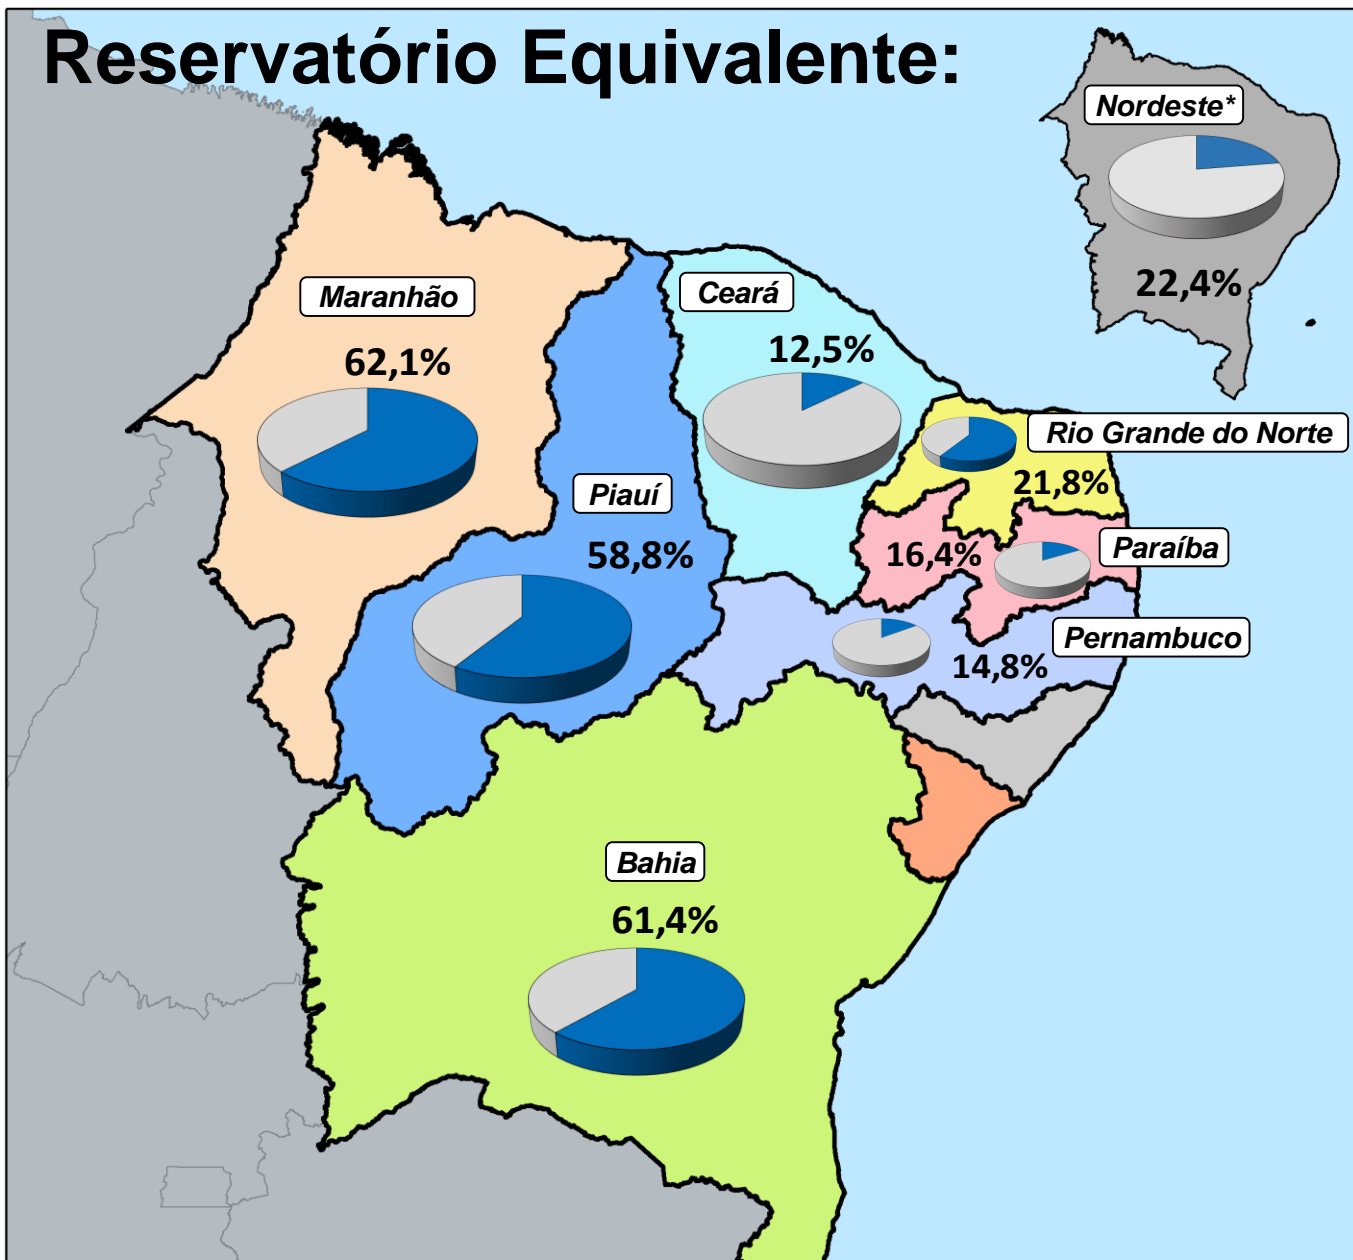 Reservatório Equivalente:
Nordeste*
22,4%
Maranhão
62,1%
Ceará
12,5%
Rio Grande do Norte
21,8%
Piauí
58,8%
Paraíba
16,4%
Pernambuco
14,8%
Bahia
61,4%